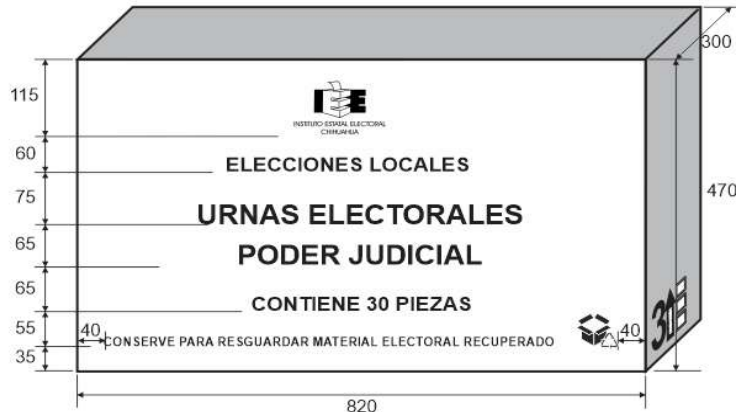 300
115
INSTITUTO ESTATAL ELECTORAL
CHIHUAHUA
60
ELECCIONES LOCALES
75
470
URNAS ELECTORALES
65
PODER JUDICIAL
65
CONTIENE 30 PIEZAS
55
40
40
CONSERVE PARA RESGUARDAR MATERIAL ELECTORAL RECUPERADO
35
820